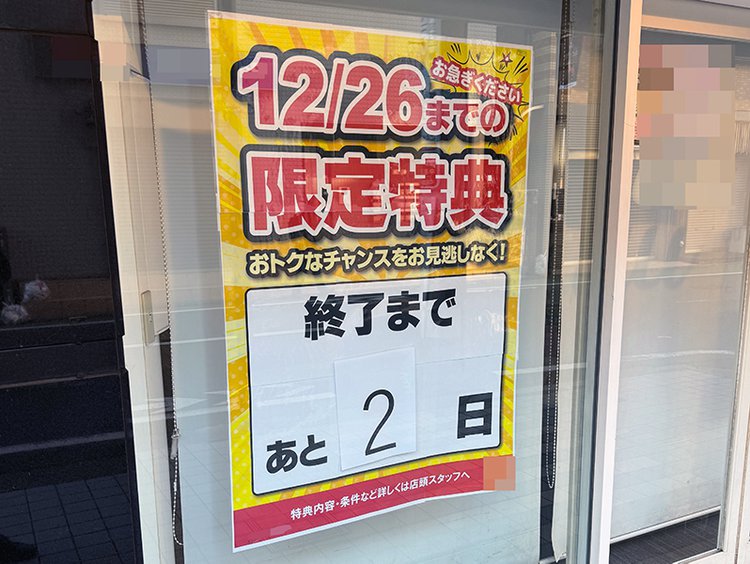 お急ぎください
12/26までの
限定特典
おトクなチャンスをお見逃しなく!
終了まで
あと 2 日
特典内容・条件など詳しくは店頭スタッフへ